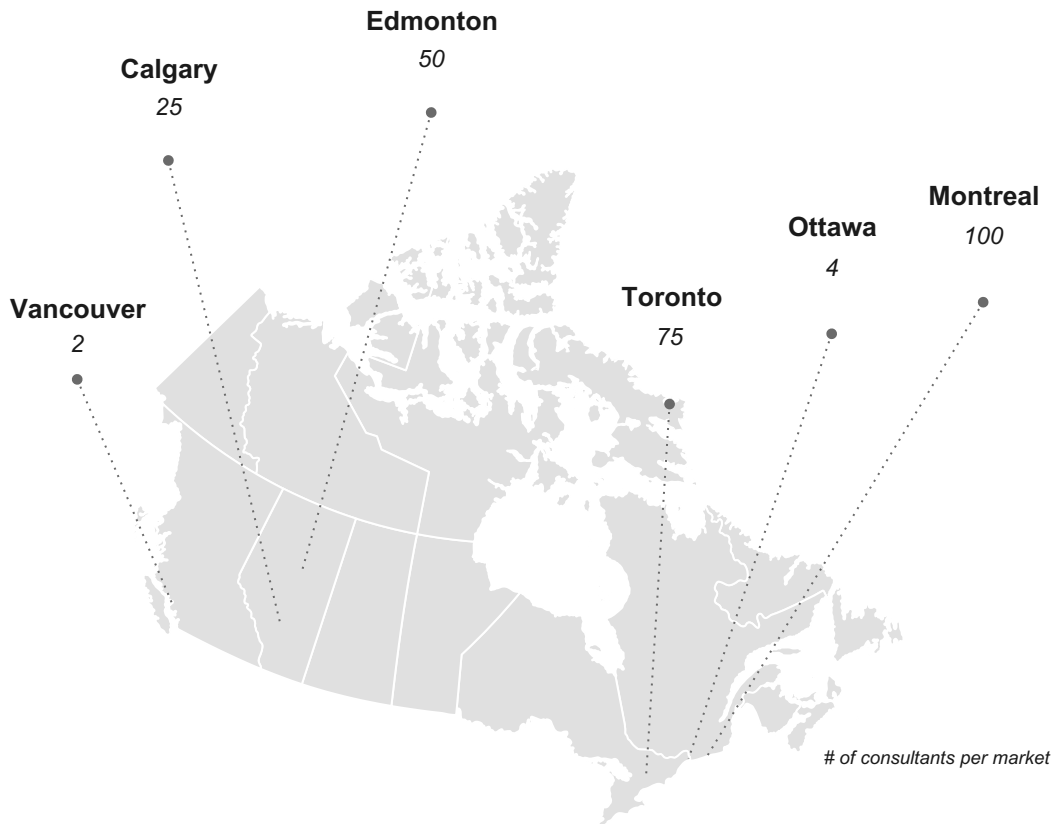 Edmonton
50
Calgary
25
Montreal
100
Ottawa
4
Toronto
75
Vancouver
2
# of consultants per market